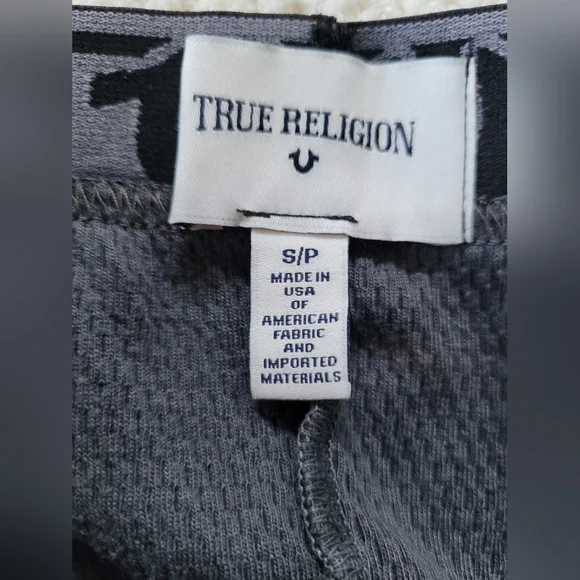 TRUE RELIGION
S/P
MADE IN
USA
OF
AMERICAN
FABRIC
AND
IMPORTED
MATERIALS